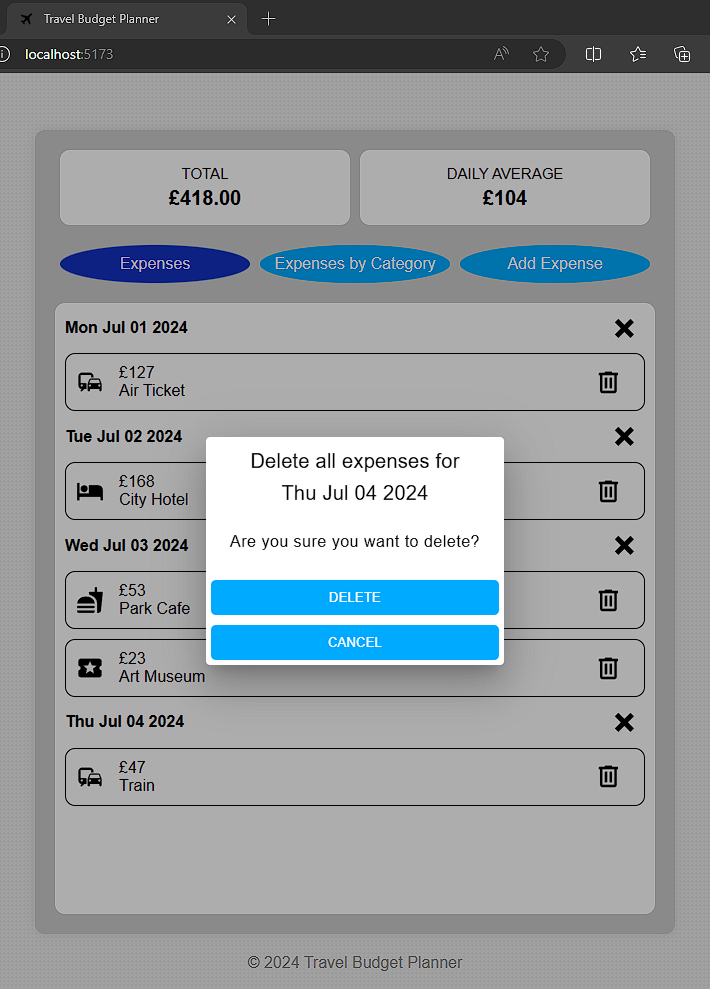 Travel Budget Planner
localhost:5173
TOTAL
£418.00
DAILY AVERAGE
£104
Expenses
Expenses by Category
Add Expense
Mon Jul 01 2024
£127
Air Ticket
Tue Jul 02 2024
£168
City Hotel
Wed Jul 03 2024
£53
Park Cafe
£23
Art Museum
Thu Jul 04 2024
£47
Train
Delete all expenses for
Thu Jul 04 2024
Are you sure you want to delete?
DELETE
CANCEL
© 2024 Travel Budget Planner